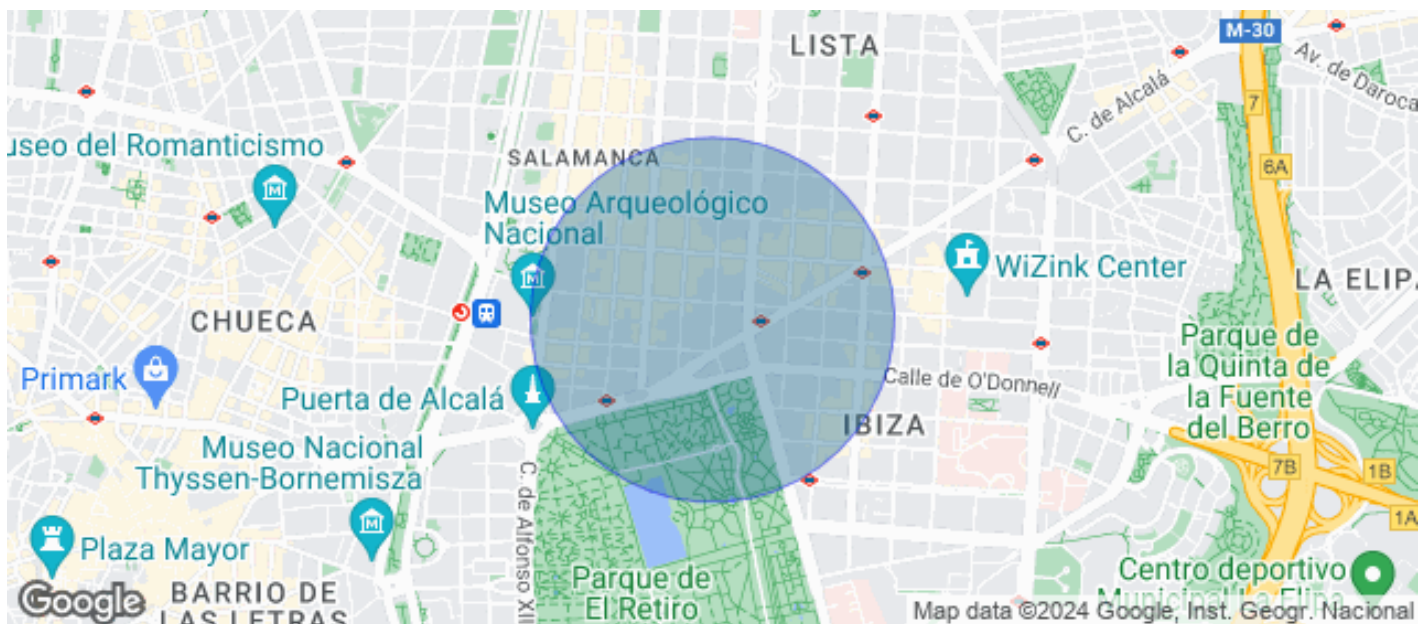 M-30
LISTA
Av. de Daroca
C. de Alcalá
7
useo del Romanticismo
SALAMANCA
6A
Museo Arqueológico
Nacional
WiZink Center
LA ELIPA
CHUECA
Parque de
la Quinta de
la Fuente
del Berro
Primark
Calle de O'Donnell
Puerta de Alcalá
IBIZA
Museo Nacional
Thyssen-Bornemisza
7B
1B
C. de Alfonso XII
1A
Plaza Mayor
Centro deportivo
Municipal La Elipa
Parque de
El Retiro
BARRIO DE
LAS LETRAS
Google
Map data ©2024 Google, Inst. Geogr. Nacional